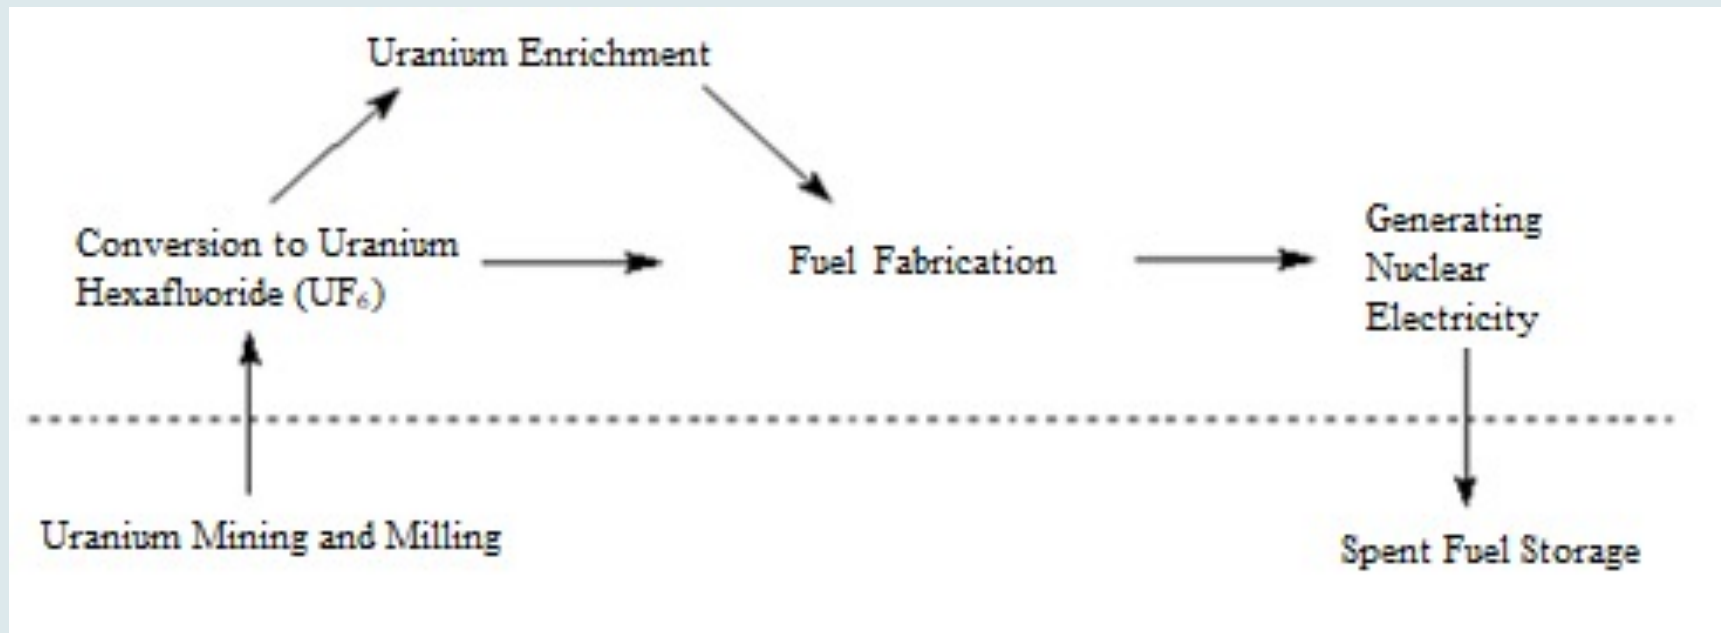 Uranium Enrichment
Conversion to Uranium
Hexafluoride (UF₆)
Fuel Fabrication
Generating
Nuclear
Electricity
Uranium Mining and Milling
Spent Fuel Storage